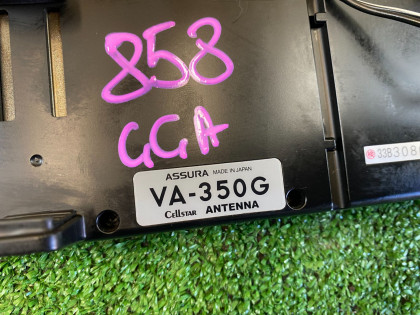 858
GGA
ASSURA MADE IN JAPAN
VA-350G
CELLSTAR ANTENNA
338308